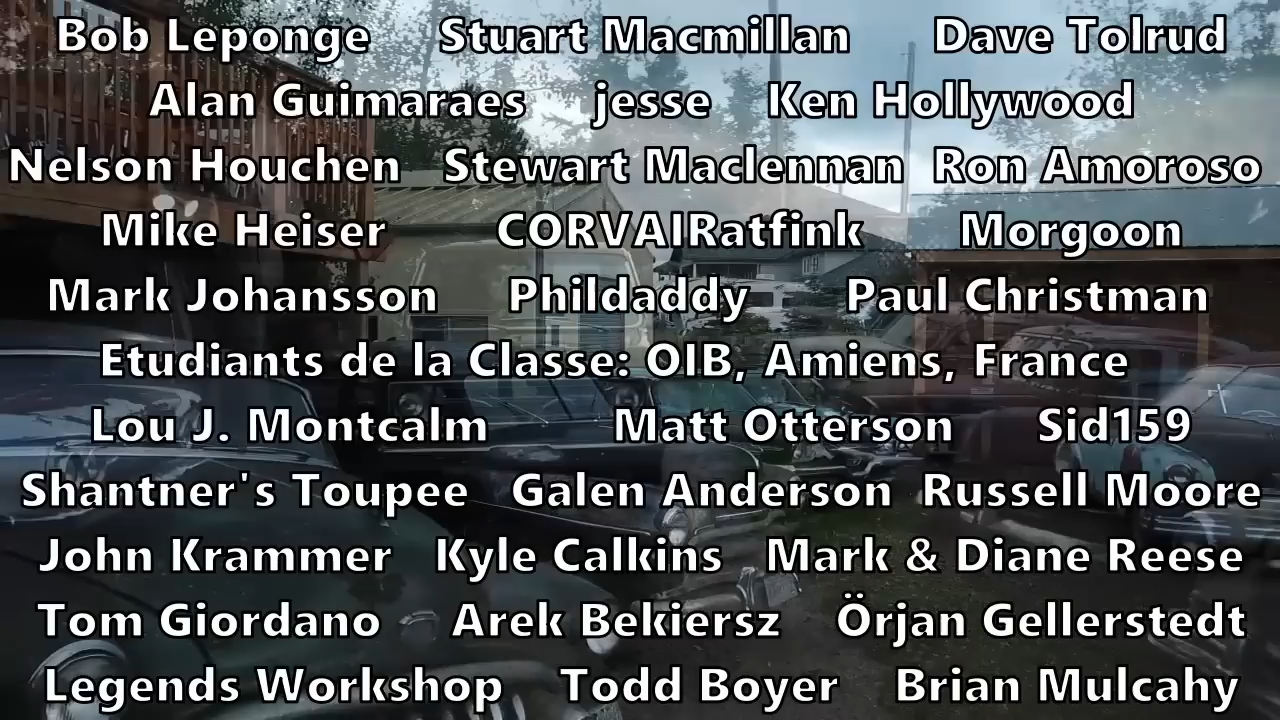 Bob Leponge Stuart Macmillan Dave Tolrud
Alan Guimaraes jesse Ken Hollywood
Nelson Houchen Stewart Maclennan Ron Amoroso
Mike Heiser CORVAIRatfink Morgoon
Mark Johansson Phildaddy Paul Christman
Etudiants de la Classe: OIB, Amiens, France
Lou J. Montcalm Matt Otterson Sid159
Shantner's Toupee Galen Anderson Russell Moore
John Krammer Kyle Calkins Mark & Diane Reese
Tom Giordano Arek Bekiersz Örjan Gellerstedt
Legends Workshop Todd Boyer Brian Mulcahy